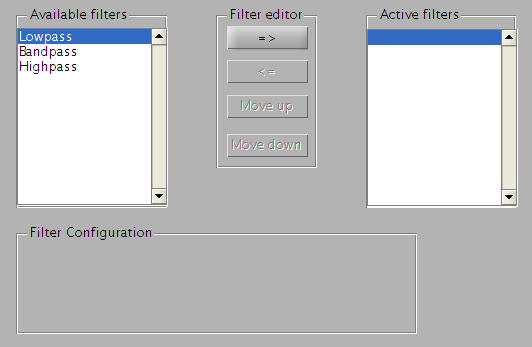 Available filters
Lowpass
Bandpass
Highpass
Filter editor
=>
<=
Move up
Move down
Active filters
Filter Configuration